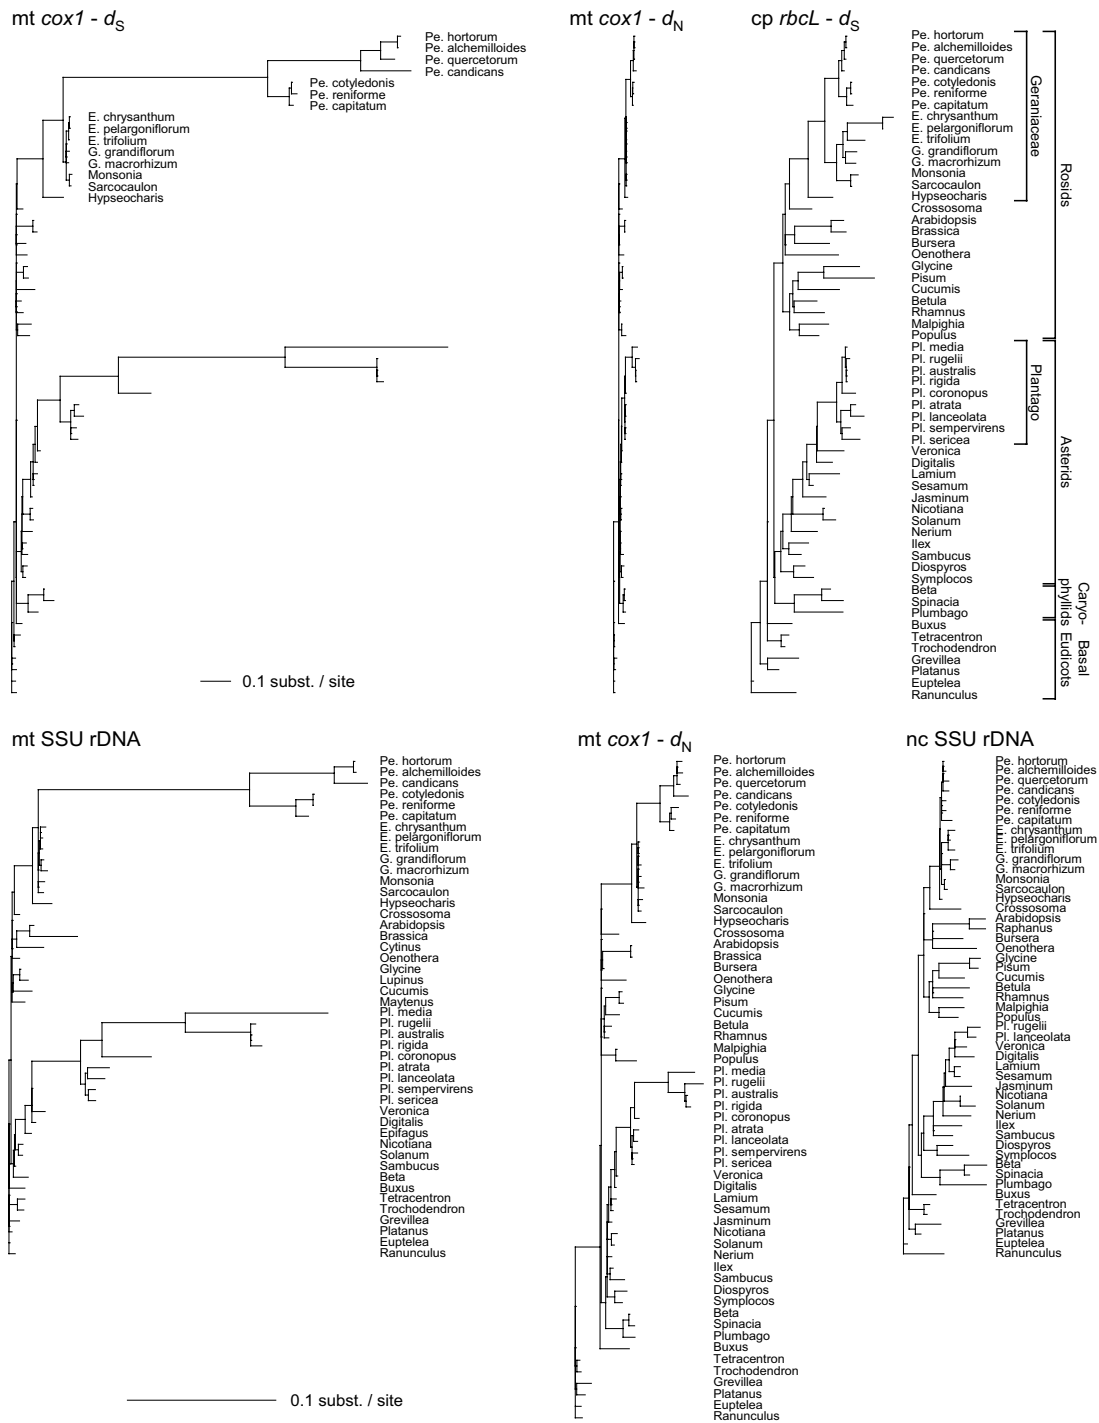 mt cox1 - dS
Pe. hortorum
Pe. alchemilloides
Pe. quercetorum
Pe. candicans
Pe. cotyledonis
Pe. reniforme
Pe. capitatum
E. chrysanthum
E. pelargoniflorum
E. trifolium
G. grandiflorum
G. macrorhizum
Monsonia
Sarcocaulon
Hypseocharis
0.1 subst. / site
mt cox1 - dN
cp rbcL - dS
Pe. hortorum
Pe. alchemilloides
Pe. quercetorum
Pe. candicans
Pe. cotyledonis
Pe. reniforme
Pe. capitatum
E. chrysanthum
E. pelargoniflorum
E. trifolium
G. grandiflorum
G. macrorhizum
Monsonia
Sarcocaulon
Hypseocharis
Crossosoma
Arabidopsis
Brassica
Bursera
Oenothera
Glycine
Pisum
Cucumis
Betula
Rhamnus
Malpighia
Populus
Pl. media
Pl. rugelii
Pl. australis
Pl. rigida
Pl. coronopus
Pl. atrata
Pl. lanceolata
Pl. sempervirens
Pl. sericea
Veronica
Digitalis
Lamium
Sesamum
Jasminum
Nicotiana
Solanum
Nerium
Ilex
Sambucus
Diospyros
Symplocos
Beta
Spinacia
Plumbago
Buxus
Tetracentron
Trochodendron
Grevillea
Platanus
Euptelea
Ranunculus
Geraniaceae
Plantago
Rosids
Asterids
Caryo-
phyllids
Basal
Eudicots
mt SSU rDNA
Pe. hortorum
Pe. alchemilloides
Pe. candicans
Pe. cotyledonis
Pe. reniforme
Pe. capitatum
E. chrysanthum
E. pelargoniflorum
E. trifolium
G. grandiflorum
G. macrorhizum
Monsonia
Sarcocaulon
Hypseocharis
Crossosoma
Arabidopsis
Brassica
Cytinus
Oenothera
Glycine
Lupinus
Cucumis
Maytenus
Pl. media
Pl. rugelii
Pl. australis
Pl. rigida
Pl. coronopus
Pl. atrata
Pl. lanceolata
Pl. sempervirens
Pl. sericea
Veronica
Digitalis
Epifagus
Nicotiana
Solanum
Sambucus
Beta
Buxus
Tetracentron
Trochodendron
Grevillea
Platanus
Euptelea
Ranunculus
0.1 subst. / site
mt cox1 - dN
Pe. hortorum
Pe. alchemilloides
Pe. quercetorum
Pe. candicans
Pe. cotyledonis
Pe. reniforme
Pe. capitatum
E. chrysanthum
E. pelargoniflorum
E. trifolium
G. grandiflorum
G. macrorhizum
Monsonia
Sarcocaulon
Hypseocharis
Crossosoma
Arabidopsis
Brassica
Bursera
Oenothera
Glycine
Pisum
Cucumis
Betula
Rhamnus
Malpighia
Populus
Pl. media
Pl. rugelii
Pl. australis
Pl. rigida
Pl. coronopus
Pl. atrata
Pl. lanceolata
Pl. sempervirens
Pl. sericea
Veronica
Digitalis
Lamium
Sesamum
Jasminum
Nicotiana
Solanum
Nerium
Ilex
Sambucus
Diospyros
Symplocos
Beta
Spinacia
Plumbago
Buxus
Tetracentron
Trochodendron
Grevillea
Platanus
Euptelea
Ranunculus
nc SSU rDNA
Pe. hortorum
Pe. alchemilloides
Pe. quercetorum
Pe. candicans
Pe. cotyledonis
Pe. reniforme
Pe. capitatum
E. chrysanthum
E. pelargoniflorum
E. trifolium
G. grandiflorum
G. macrorhizum
Monsonia
Sarcocaulon
Hypseocharis
Crossosoma
Arabidopsis
Raphanus
Bursera
Oenothera
Glycine
Pisum
Cucumis
Betula
Rhamnus
Malpighia
Populus
Pl. rugelii
Pl. lanceolata
Veronica
Digitalis
Lamium
Sesamum
Jasminum
Nicotiana
Solanum
Nerium
Ilex
Sambucus
Diospyros
Symplocos
Beta
Spinacia
Plumbago
Buxus
Tetracentron
Trochodendron
Grevillea
Platanus
Euptelea
Ranunculus